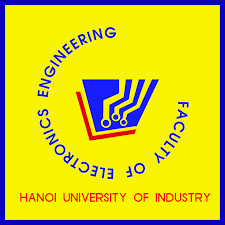 FACULTY OF ELECTRONICS ENGINEERING
HANOI UNIVERSITY OF INDUSTRY